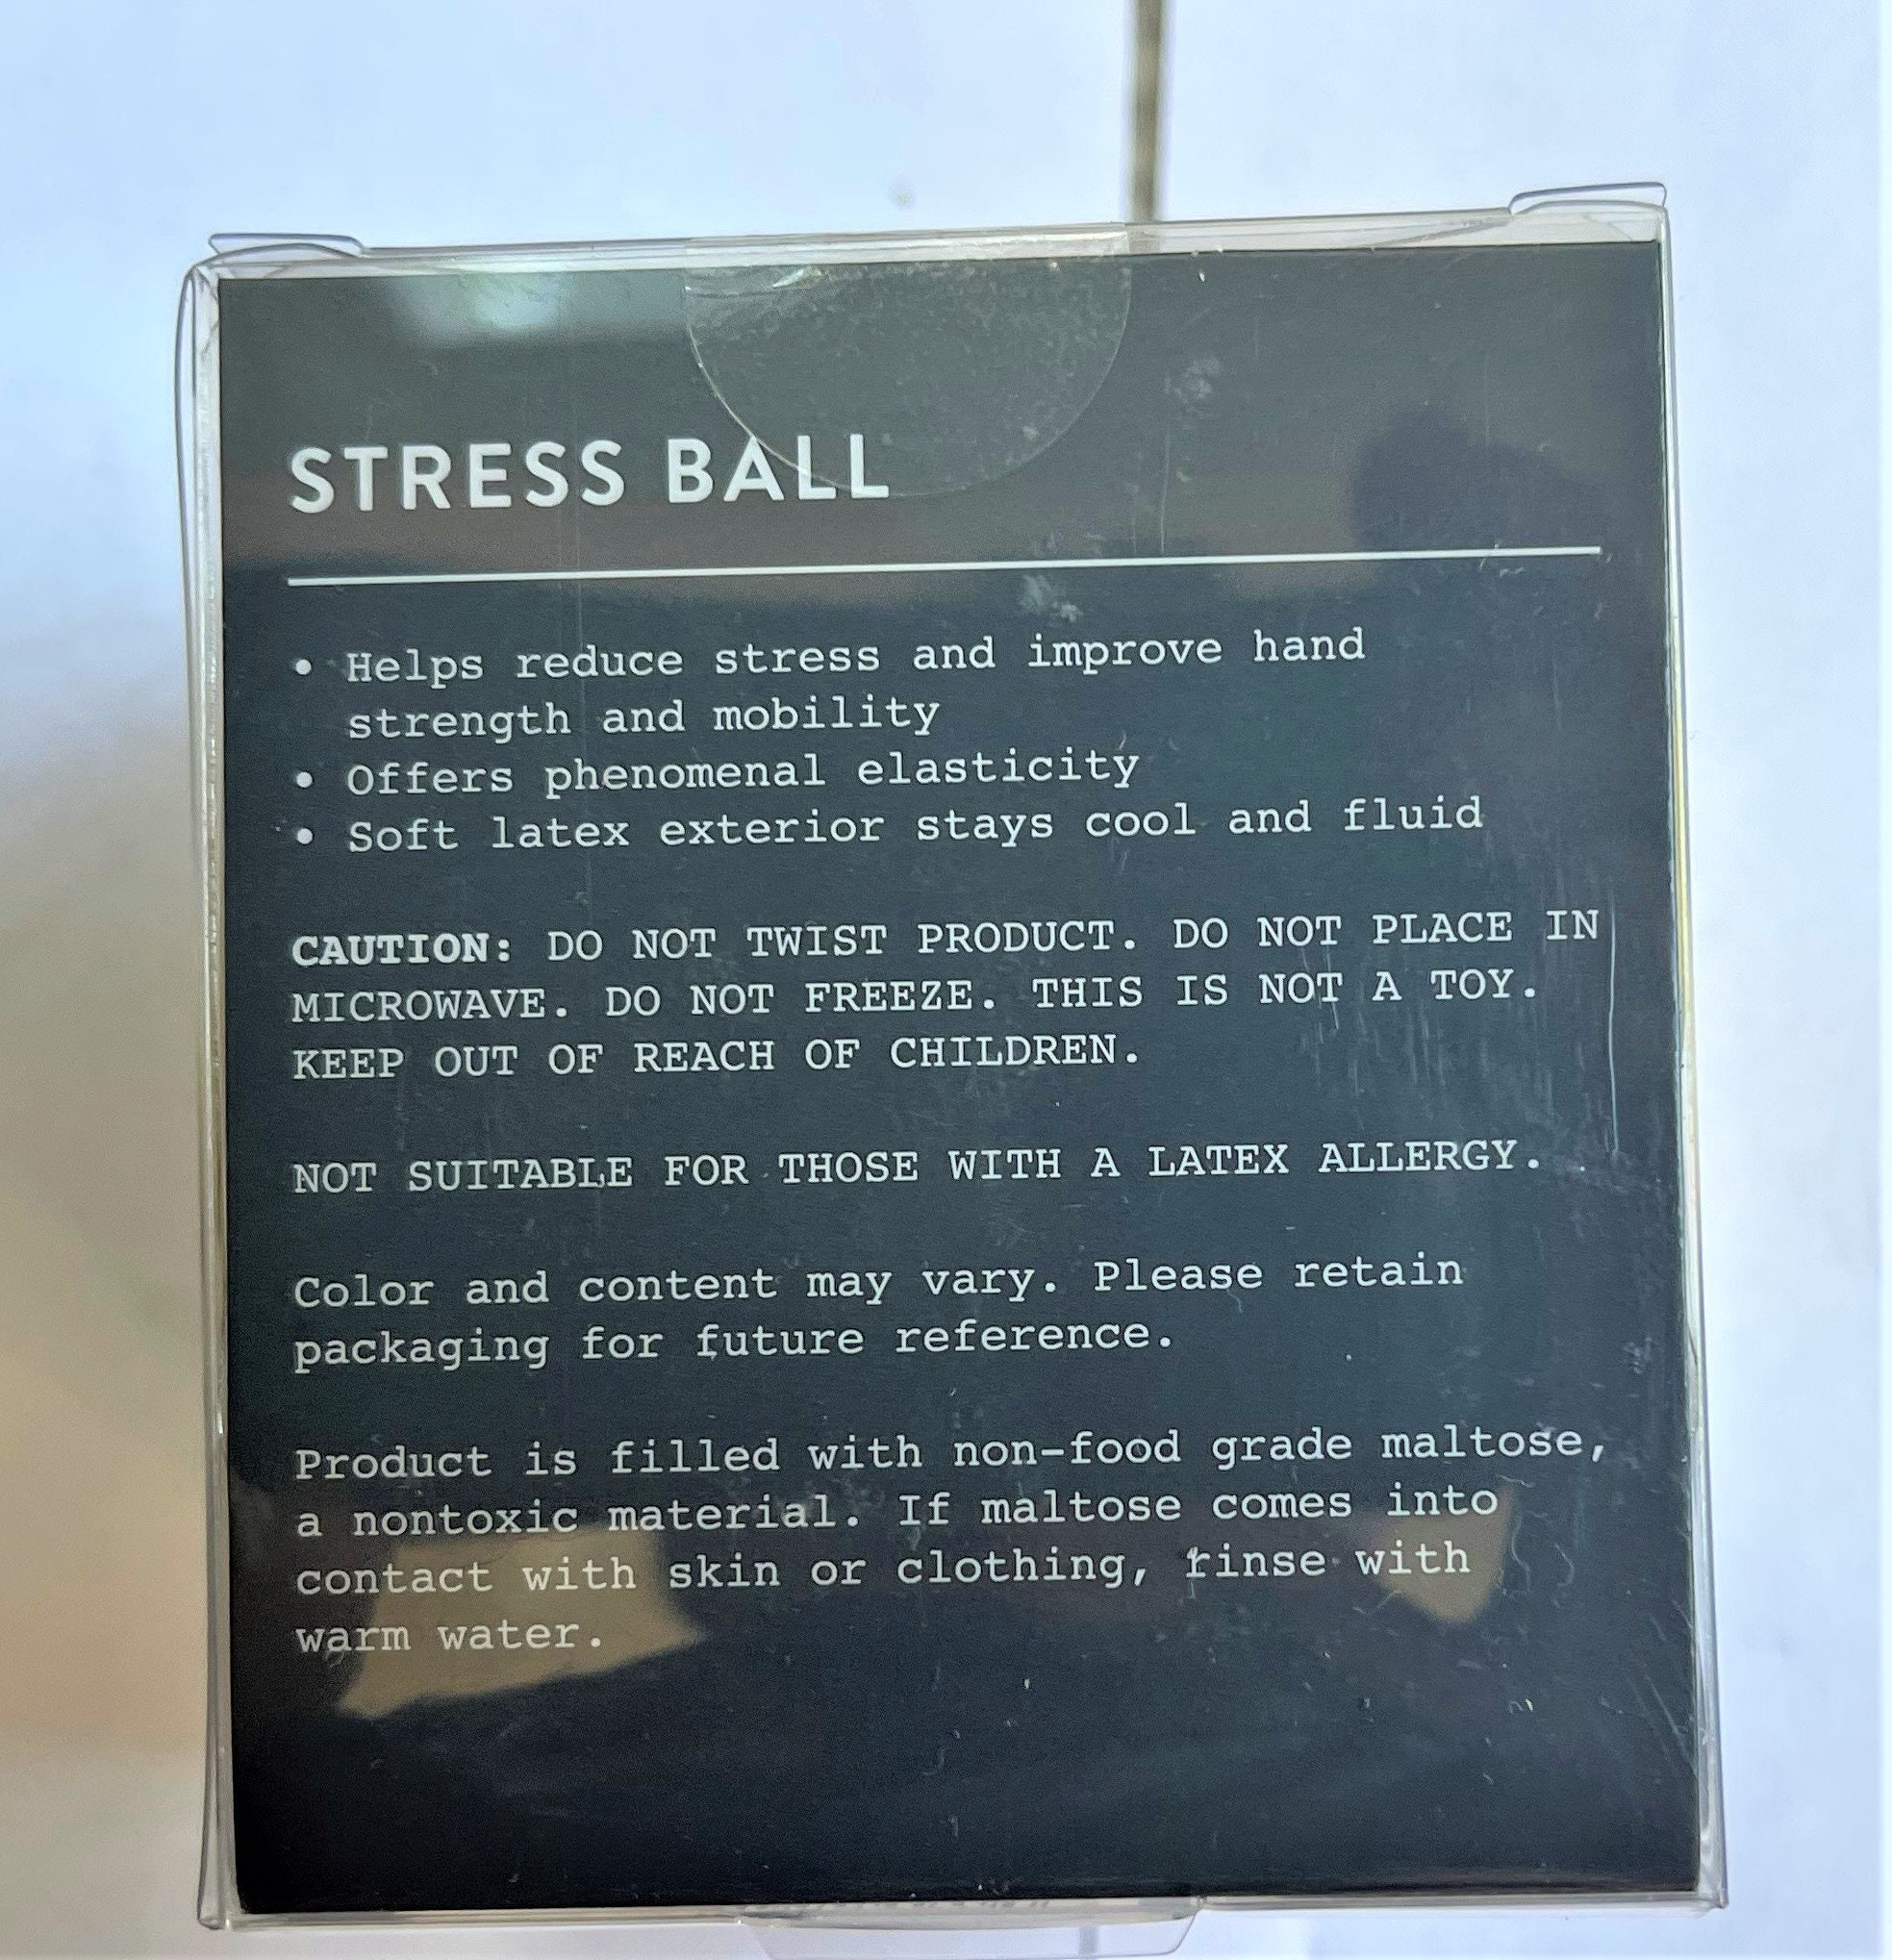 STRESS BALL
• Helps reduce stress and improve hand
strength and mobility
• Offers phenomenal elasticity
• Soft latex exterior stays cool and fluid
CAUTION: DO NOT TWIST PRODUCT. DO NOT PLACE IN
MICROWAVE. DO NOT FREEZE. THIS IS NOT A TOY.
KEEP OUT OF REACH OF CHILDREN.
NOT SUITABLE FOR THOSE WITH A LATEX ALLERGY.
Color and content may vary. Please retain
packaging for future reference.
Product is filled with non-food grade maltose,
a nontoxic material. If maltose comes into
contact with skin or clothing, rinse with
warm water.